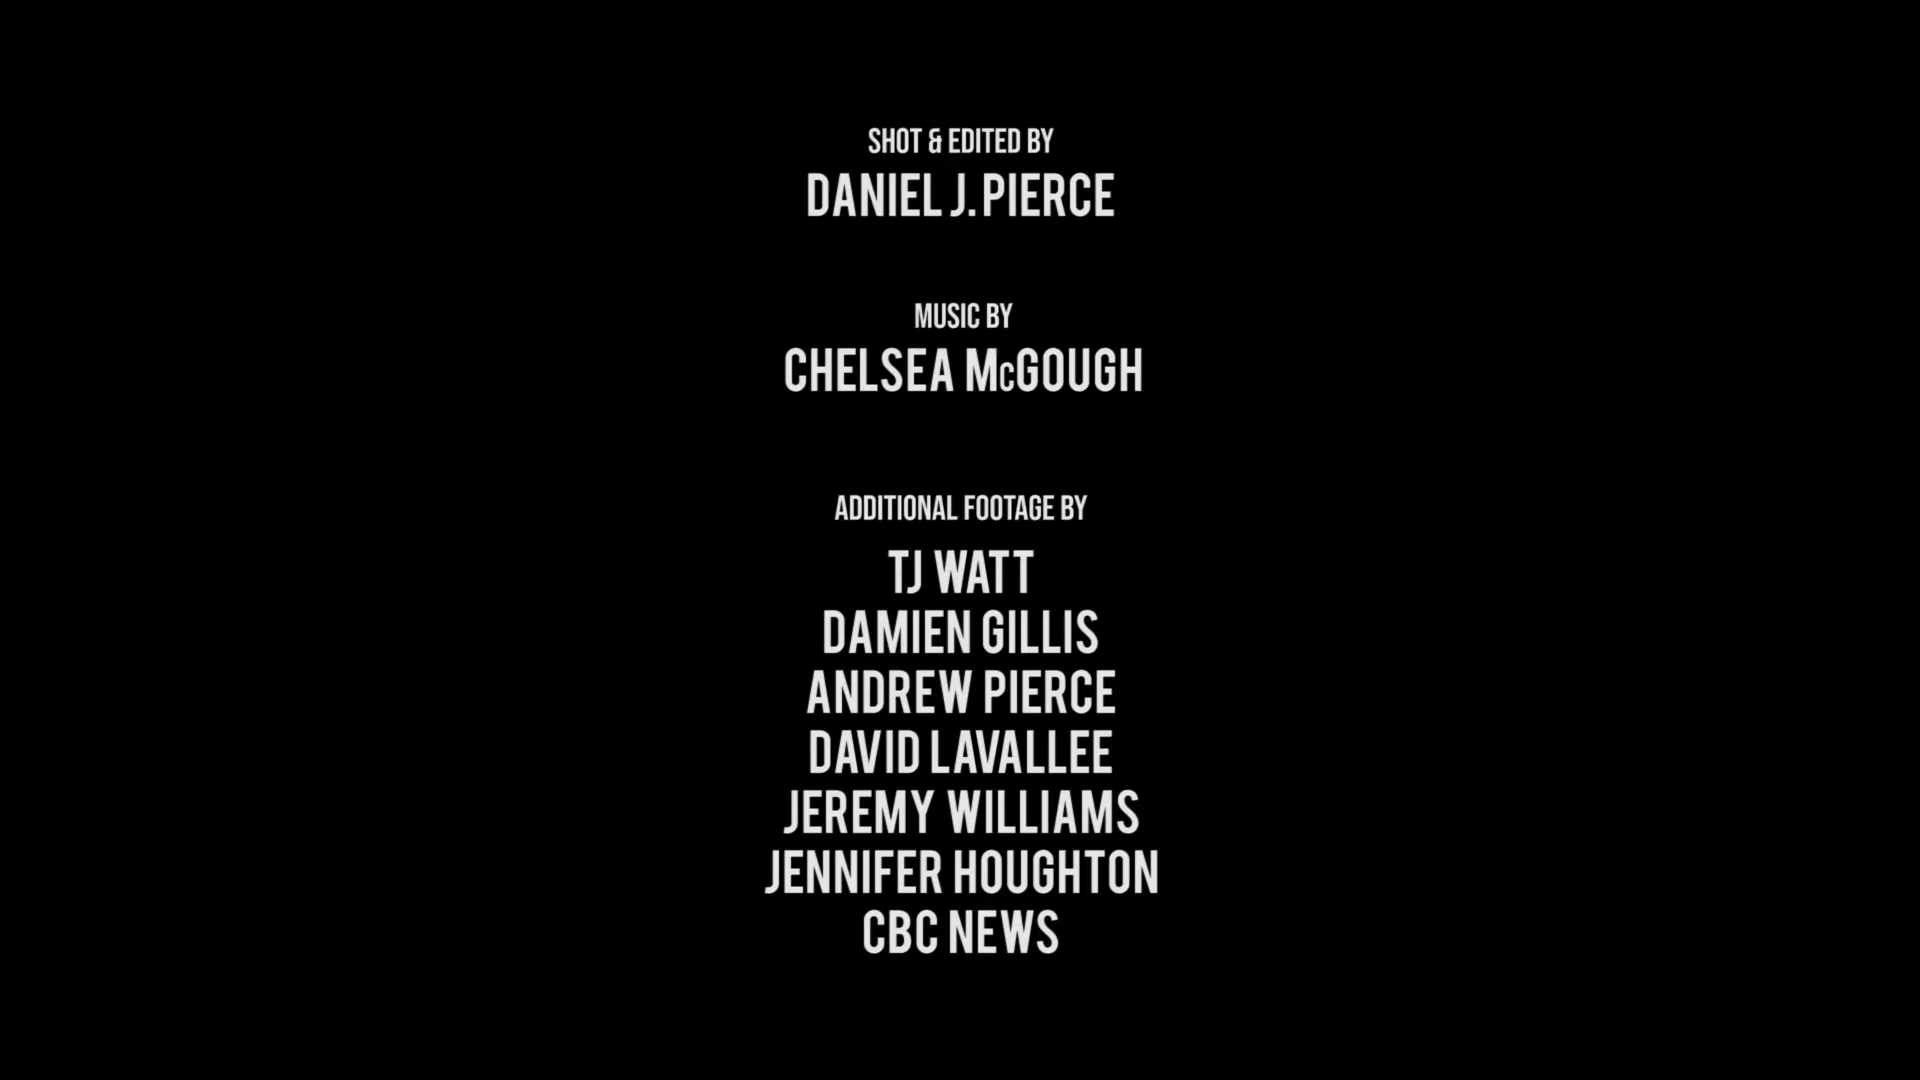 SHOT & EDITED BY
DANIEL J. PIERCE
MUSIC BY
CHELSEA McGOUGH
ADDITIONAL FOOTAGE BY
TJ WATT
DAMIEN GILLIS
ANDREW PIERCE
DAVID LAVALLEE
JEREMY WILLIAMS
JENNIFER HOUGHTON
CBC NEWS